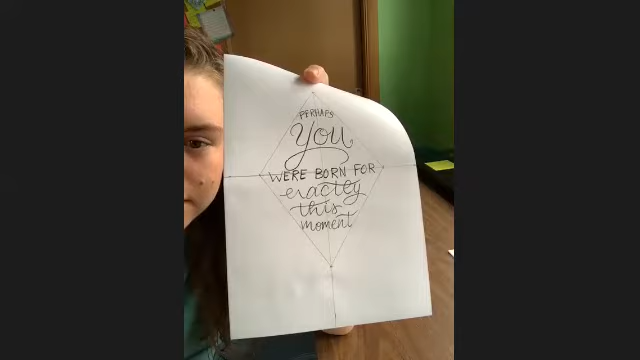 PERHAPS
You
WERE BORN FOR
exactly
this
moment